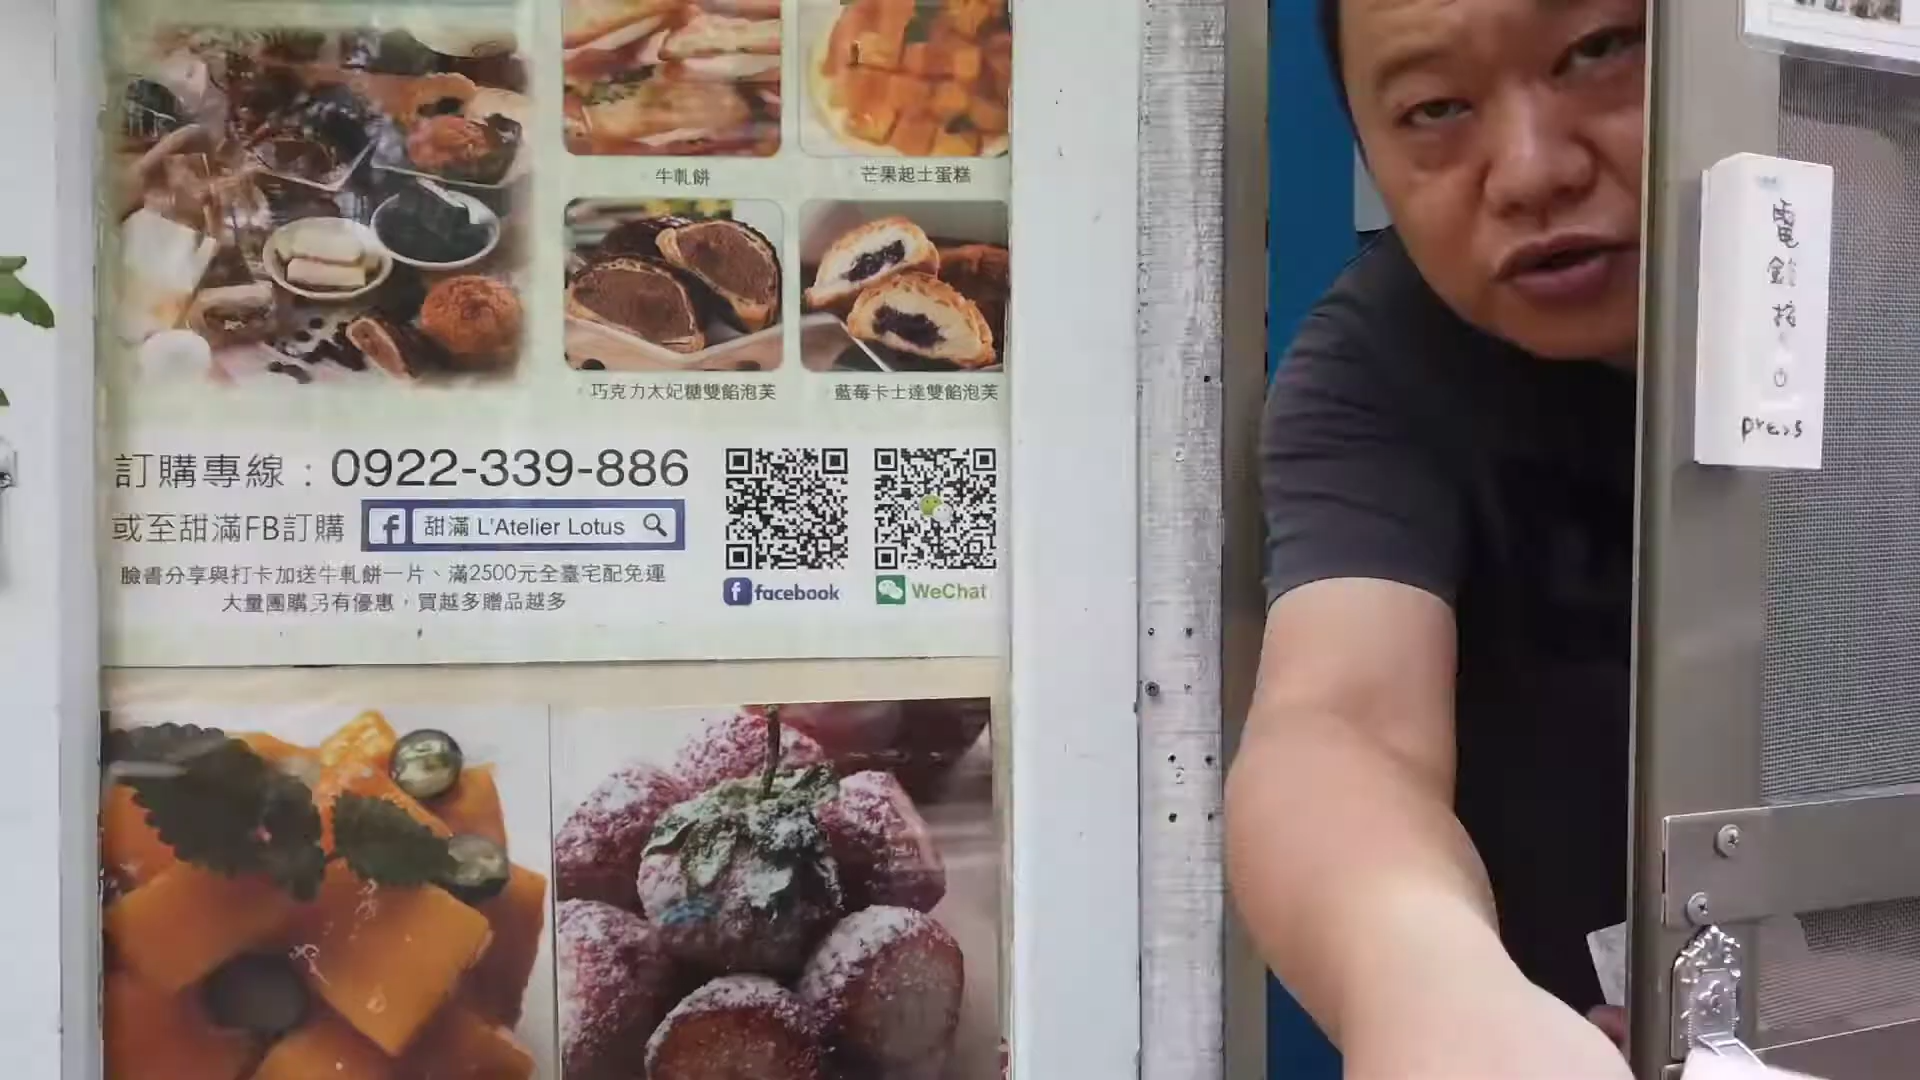 牛軋餅
芒果起士蛋糕
巧克力太妃糖雙餡泡芙
藍莓卡士達雙餡泡芙
訂購專線：0922-339-886
或至甜滿FB訂購
甜滿 L'Atelier Lotus
臉書分享與打卡加送牛軋餅一片、滿2500元全臺宅配免運
大量團購另有優惠，買越多贈品越多
facebook
WeChat
電
鈴
按
press